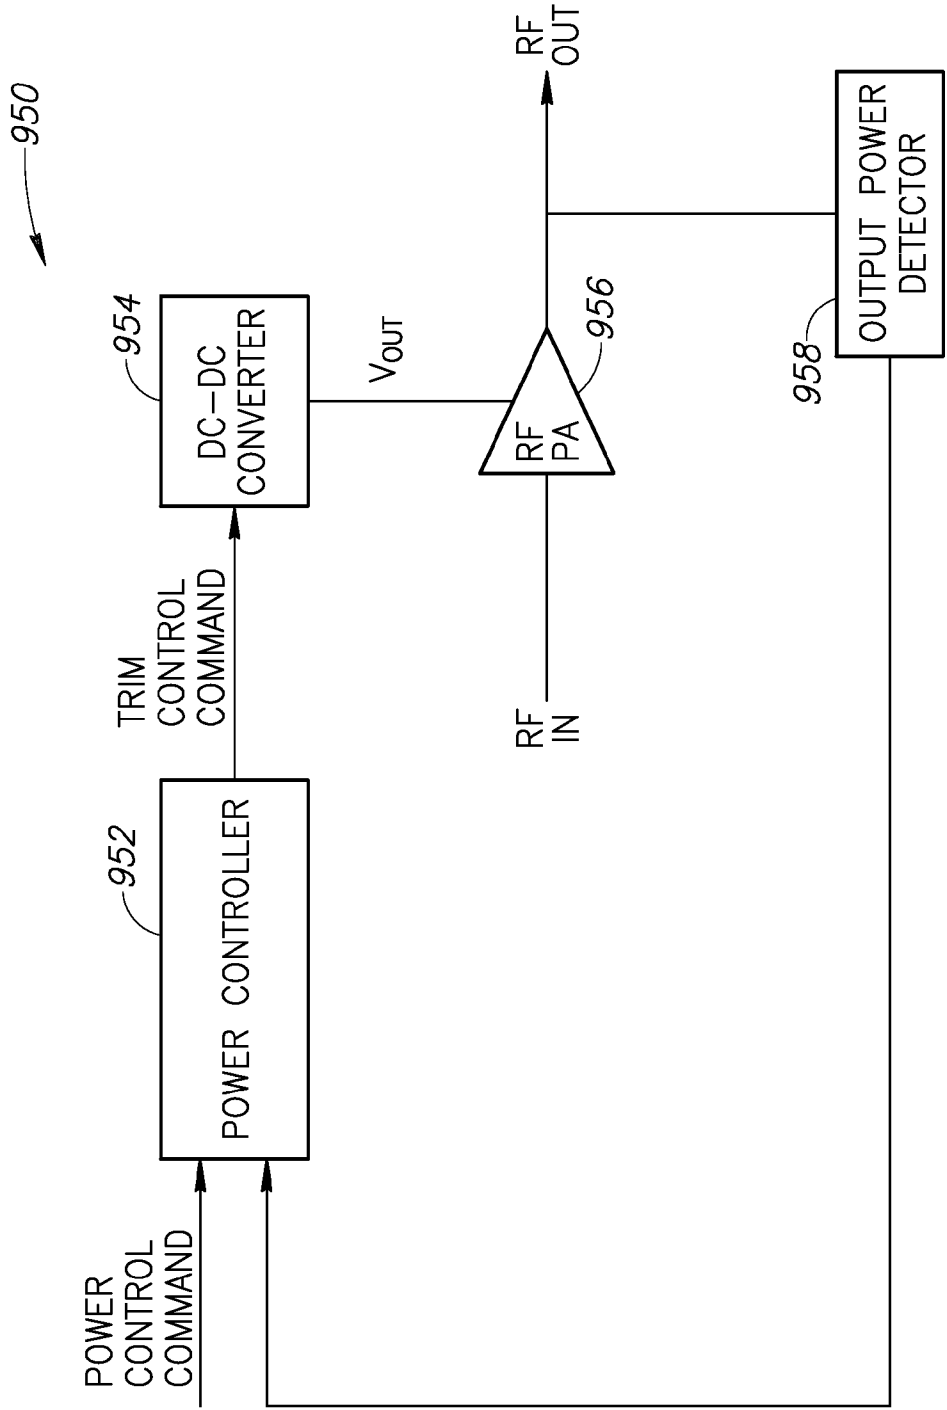 950
POWER
CONTROL
COMMAND
952
POWER CONTROLLER
TRIM
CONTROL
COMMAND
954
DC-DC
CONVERTER
VOUT
RF
IN
RF
PA
956
RF
OUT
958
OUTPUT POWER
DETECTOR